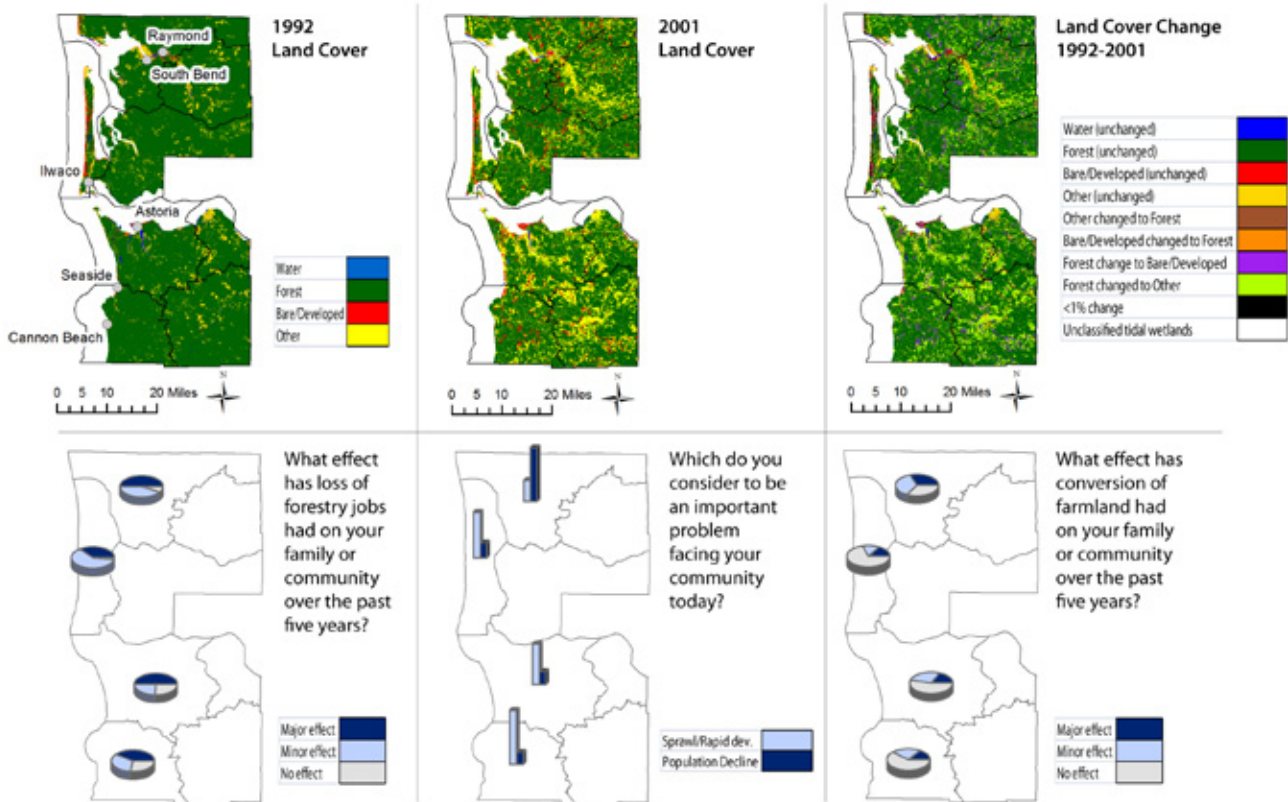 1992
Land Cover
Raymond
South Bend
Ilwaco
Astoria
Seaside
Cannon Beach
Water
Forest
Bare/Developed
Other
0 5 10 20 Miles
N
2001
Land Cover
0 5 10 20 Miles
N
Land Cover Change
1992-2001
Water (unchanged)
Forest (unchanged)
Bare/Developed (unchanged)
Other (unchanged)
Other changed to Forest
Bare/Developed changed to Forest
Forest change to Bare/Developed
Forest changed to Other
<1% change
Unclassified tidal wetlands
0 5 10 20 Miles
N
What effect
has loss of
forestry jobs
had on your
family or
community
over the past
five years?
Major effect
Minor effect
No effect
Which do you
consider to be
an important
problem
facing your
community
today?
Sprawl/Rapid dev.
Population Decline
What effect has
conversion of
farmland had
on your family
or community
over the past
five years?
Major effect
Minor effect
No effect